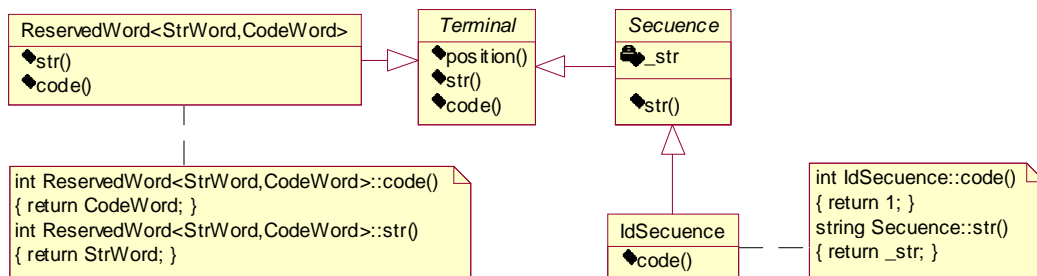 ReservedWord<StrWord,CodeWord>
str()
code()
Terminal
position()
str()
code()
Secuence
_str
str()
int ReservedWord<StrWord,CodeWord>::code()
{ return CodeWord; }
int ReservedWord<StrWord,CodeWord>::str()
{ return StrWord; }
IdSecuence
code()
int IdSecuence::code()
{ return 1; }
string Secuence::str()
{ return _str; }